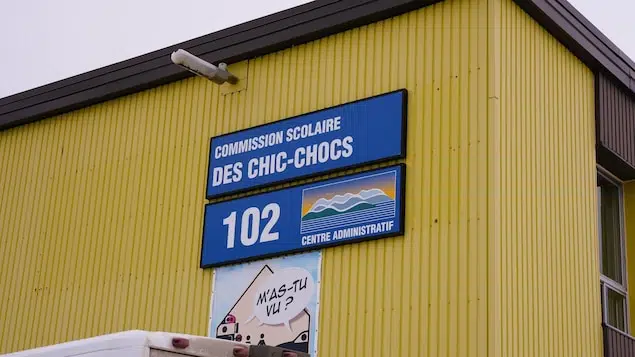 COMMISSION SCOLAIRE
DES CHIC-CHOCS
102
CENTRE ADMINISTRATIF
M'AS-TU
VU ?